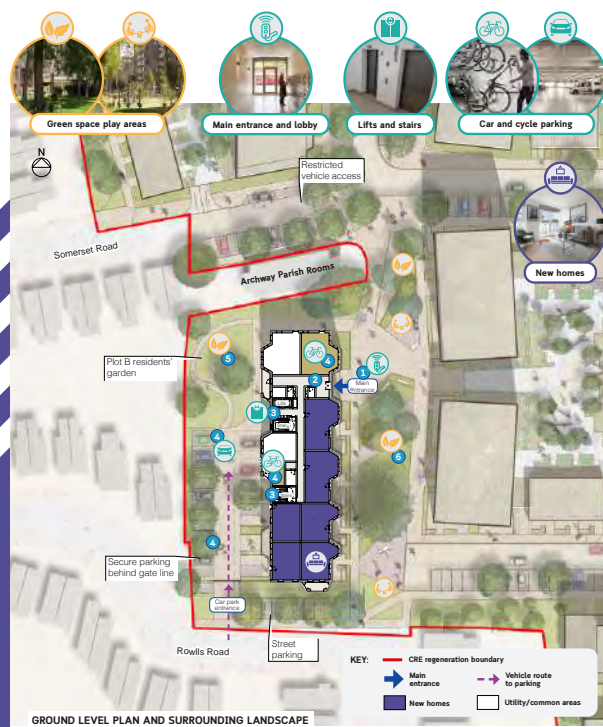 Green space play areas
Main entrance and lobby
Lifts and stairs
Car and cycle parking
N
Restricted
vehicle access
New homes
Somerset Road
Archway Parish Rooms
Plot B residents'
garden
5
4
1
2
Main
entrance
3
4
6
4
3
4
Secure parking
behind gate line
Car park
entrance
Street
parking
Rowlls Road
KEY:
CRE regeneration boundary
Main
entrance
Vehicle route
to parking
New homes
Utility/common areas
GROUND LEVEL PLAN AND SURROUNDING LANDSCAPE